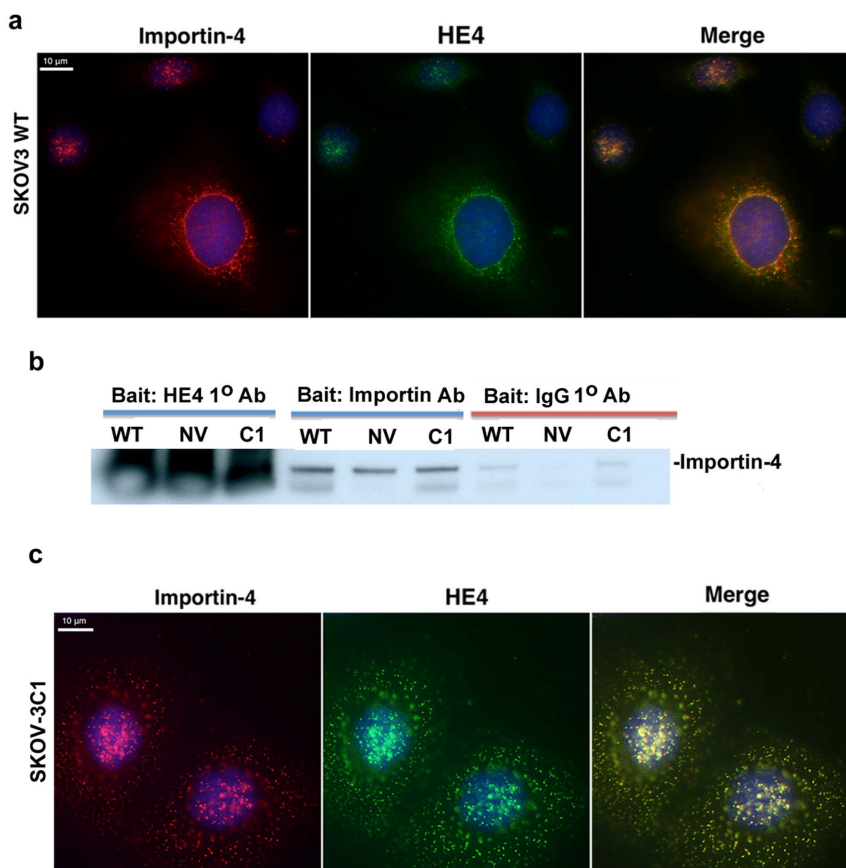 a
Importin-4 HE4 Merge
10 µm
SKOV3 WT
b
Bait: HE4 1º Ab Bait: Importin Ab Bait: IgG 1º Ab
WT NV C1 WT NV C1 WT NV C1
-Importin-4
c
Importin-4 HE4 Merge
10 µm
SKOV-3C1